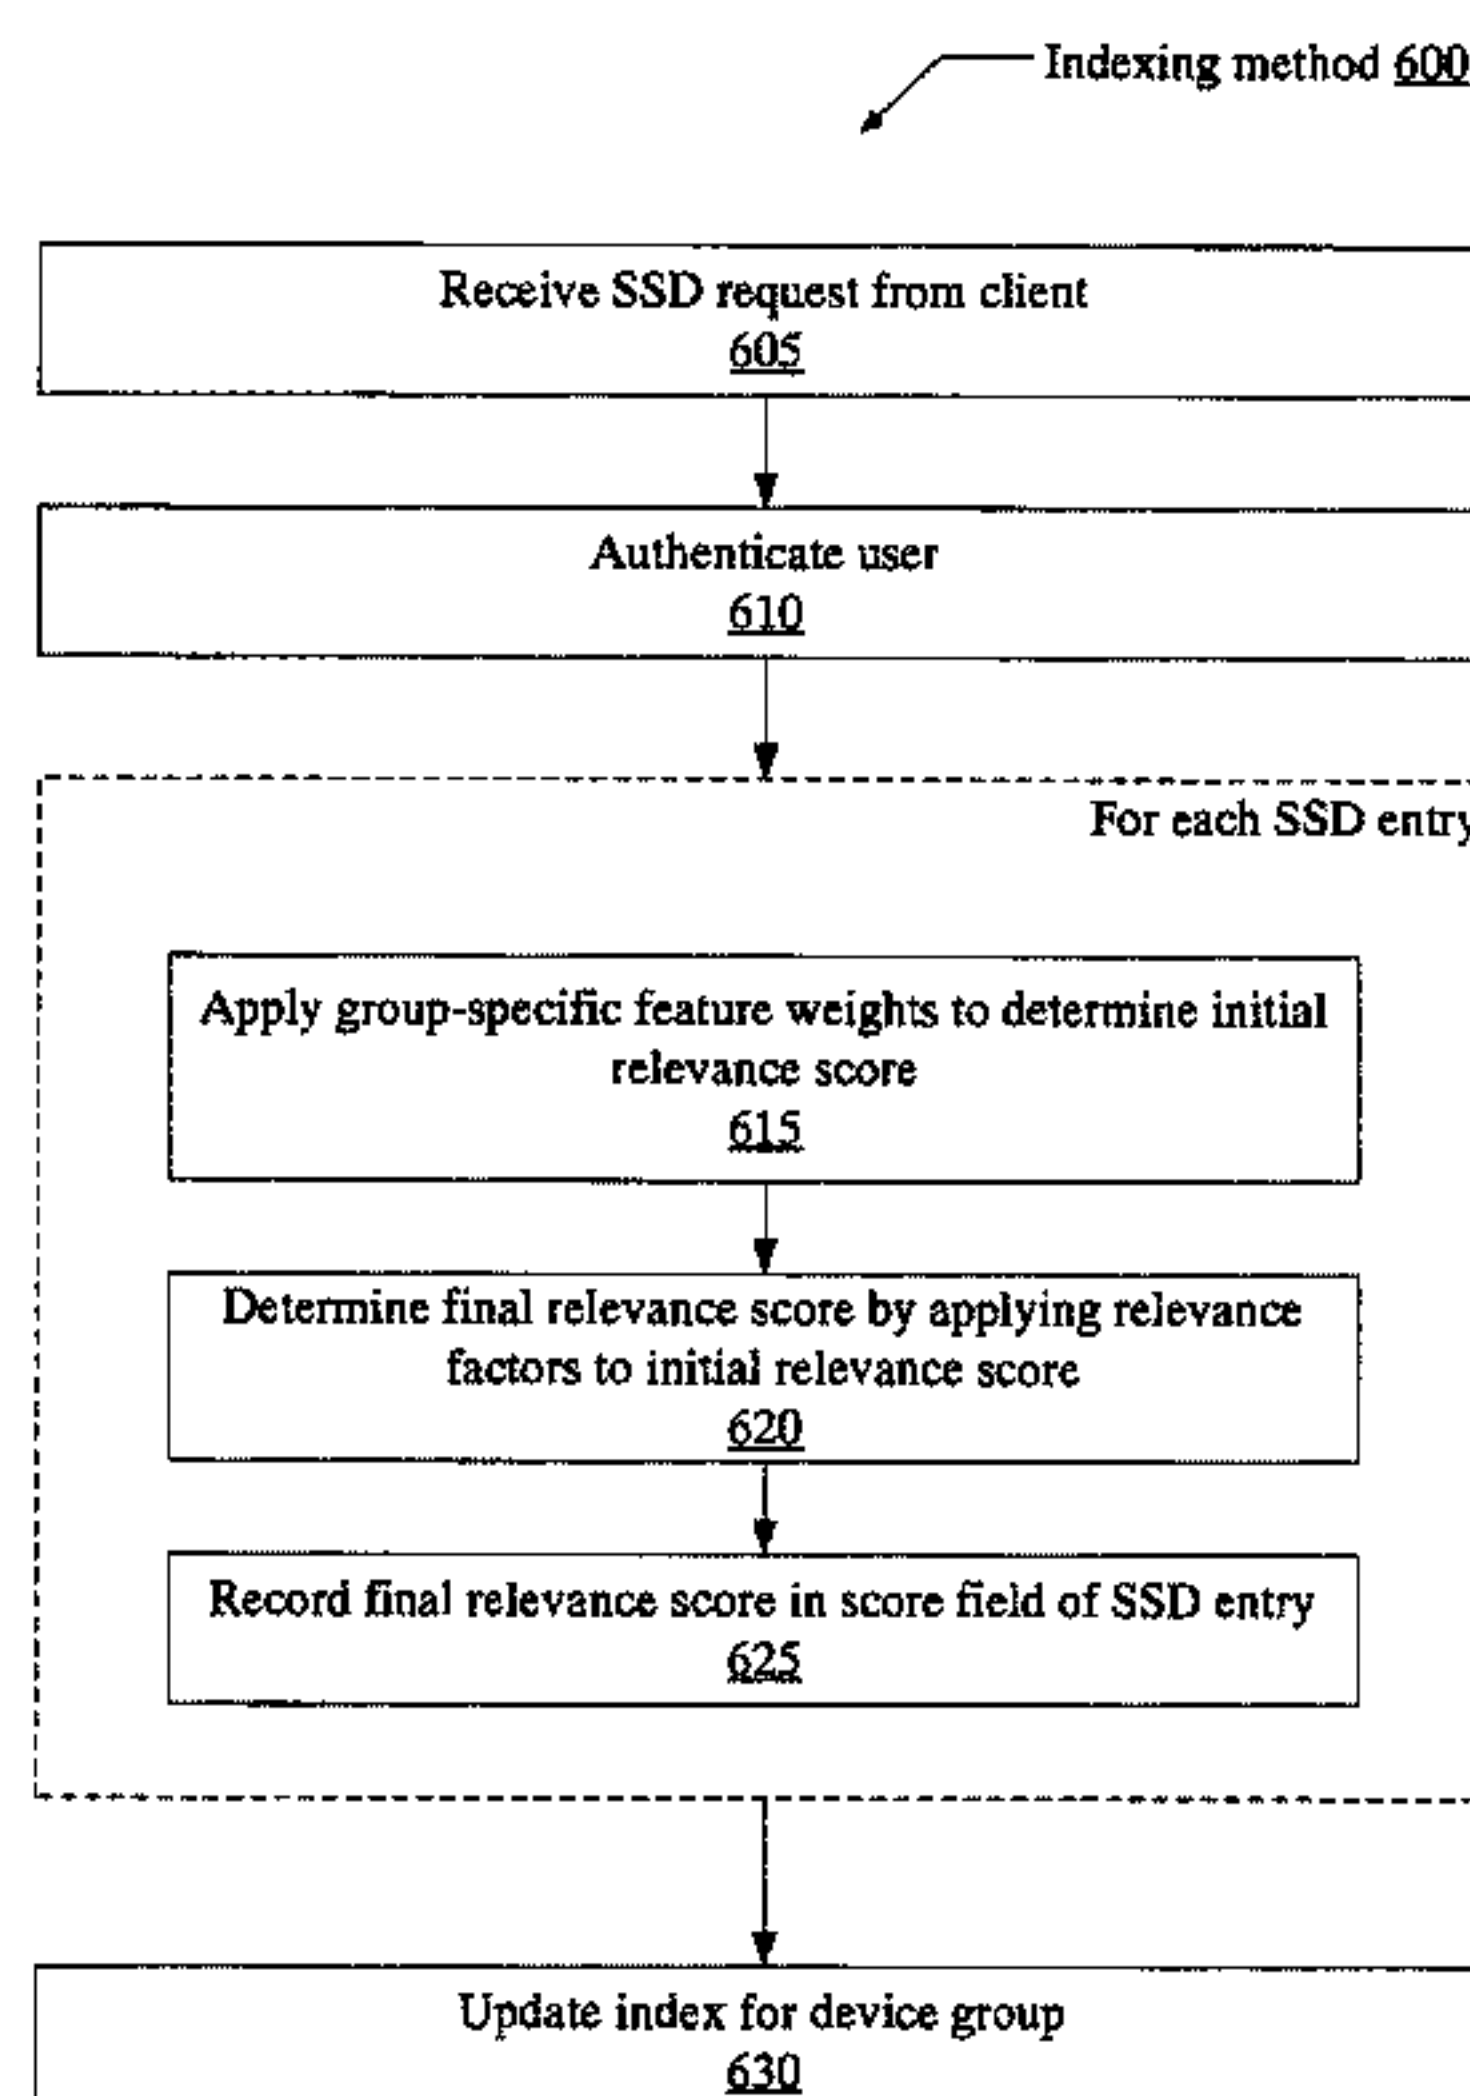 Indexing method 600
Receive SSD request from client
605
Authenticate user
610
For each SSD entry
Apply group-specific feature weights to determine initial
relevance score
615
Determine final relevance score by applying relevance
factors to initial relevance score
620
Record final relevance score in score field of SSD entry
625
Update index for device group
630